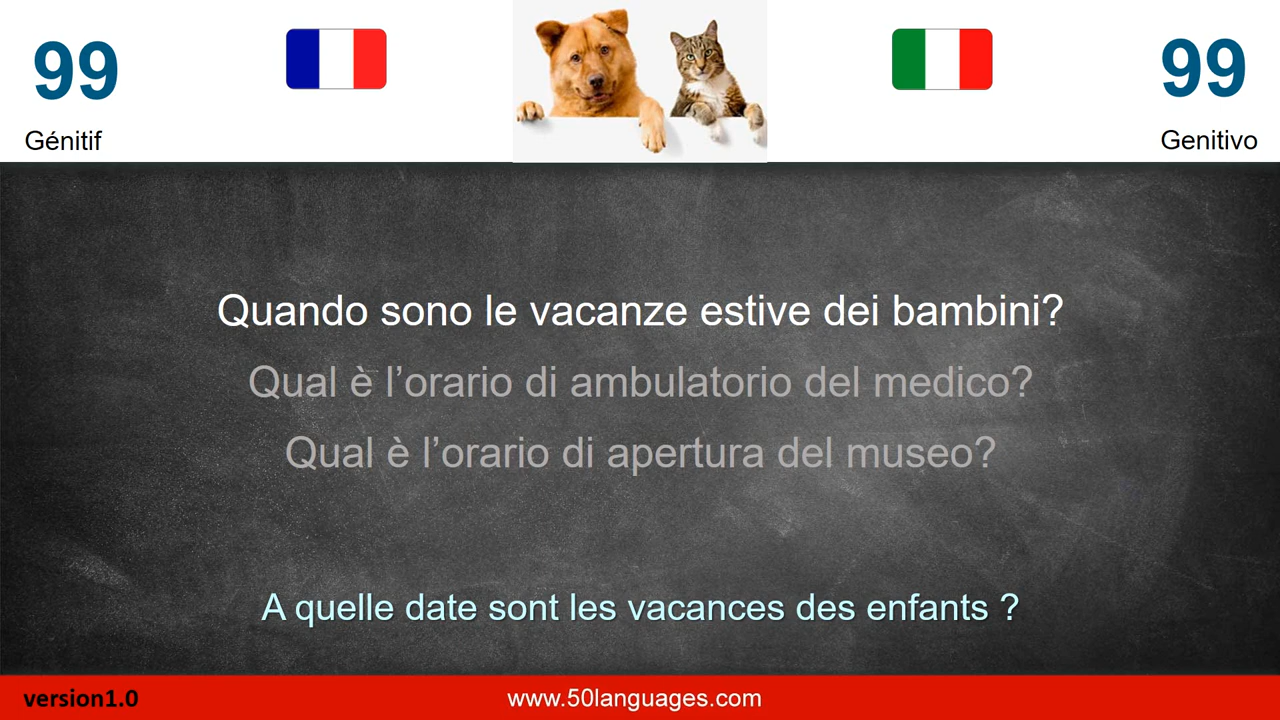 99
99
Génitif
Genitivo
Quando sono le vacanze estive dei bambini?
Qual è l’orario di ambulatorio del medico?
Qual è l’orario di apertura del museo?
A quelle date sont les vacances des enfants ?
version1.0
www.50languages.com